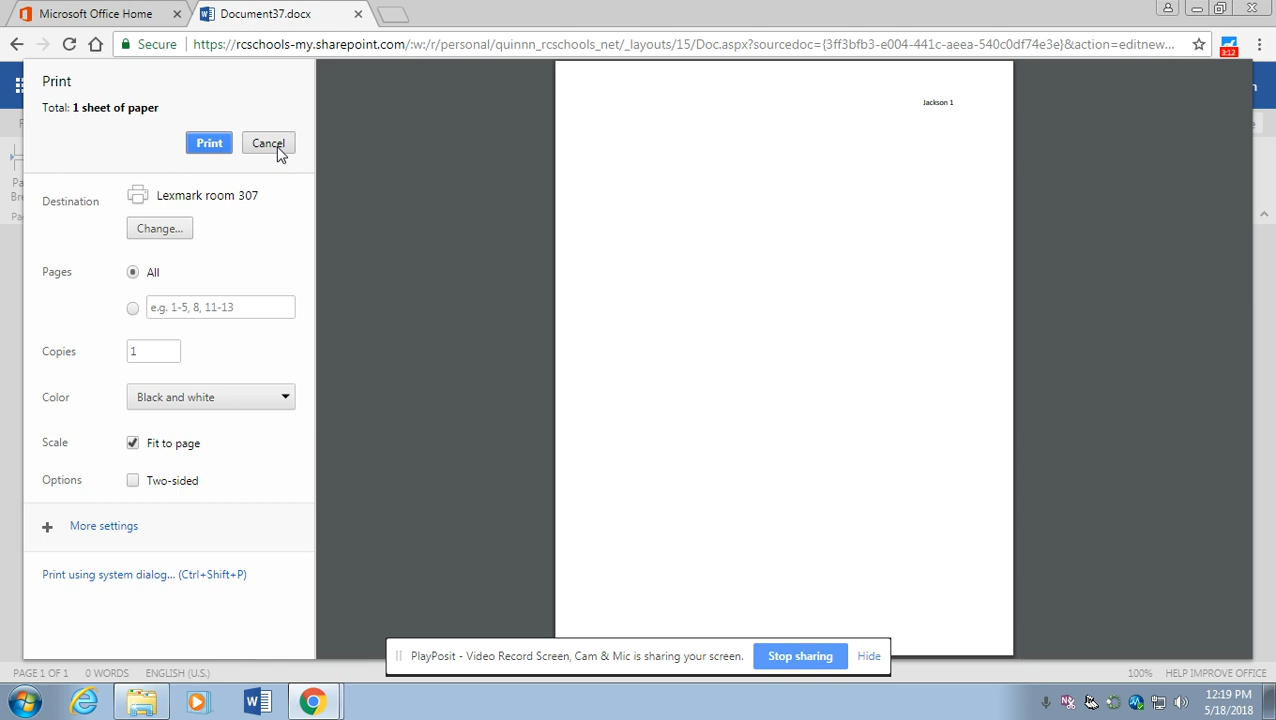 Microsoft Office Home
Document37.docx
Secure https://rcschools-my.sharepoint.com/:w:/r/personal/quinnn_rcschools_net/_layouts/15/Doc.aspx?sourcedoc={3ff3bfb3-e004-441c-aeea-540c0df74e3e}&action=editnew...
3:12
Print
Total: 1 sheet of paper
Jackson 1
Print Cancel
Destination Lexmark room 307
Change...
Pages All
e.g. 1-5, 8, 11-13
Copies 1
Color Black and white
Scale Fit to page
Options Two-sided
More settings
Print using system dialog... (Ctrl+Shift+P)
PlayPosit - Video Record Screen, Cam & Mic is sharing your screen. Stop sharing Hide
PAGE 1 OF 1 0 WORDS ENGLISH (U.S.) 100% HELP IMPROVE OFFICE
12:19 PM
5/18/2018